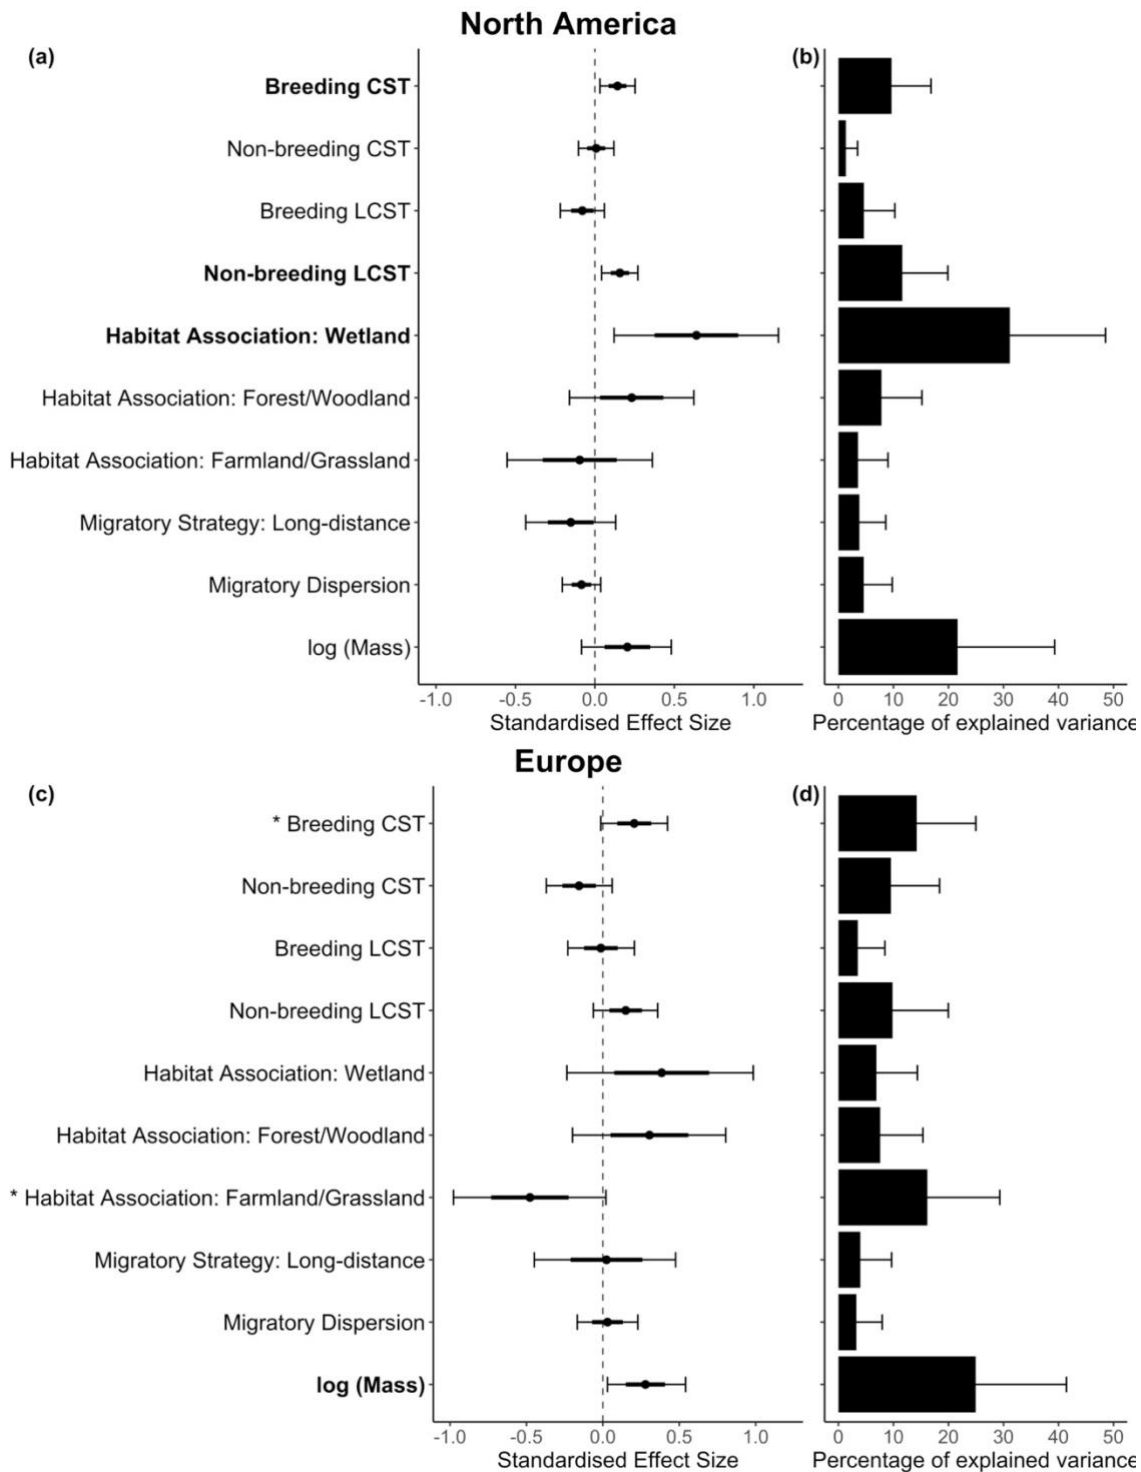 North America
(a)
(b)
Breeding CST
Non-breeding CST
Breeding LCST
Non-breeding LCST
Habitat Association: Wetland
Habitat Association: Forest/Woodland
Habitat Association: Farmland/Grassland
Migratory Strategy: Long-distance
Migratory Dispersion
log (Mass)
-1.0 -0.5 0.0 0.5 1.0
Standardised Effect Size
0 10 20 30 40 50
Percentage of explained variance
Europe
(c)
(d)
* Breeding CST
Non-breeding CST
Breeding LCST
Non-breeding LCST
Habitat Association: Wetland
Habitat Association: Forest/Woodland
* Habitat Association: Farmland/Grassland
Migratory Strategy: Long-distance
Migratory Dispersion
log (Mass)
-1.0 -0.5 0.0 0.5 1.0
Standardised Effect Size
0 10 20 30 40 50
Percentage of explained variance